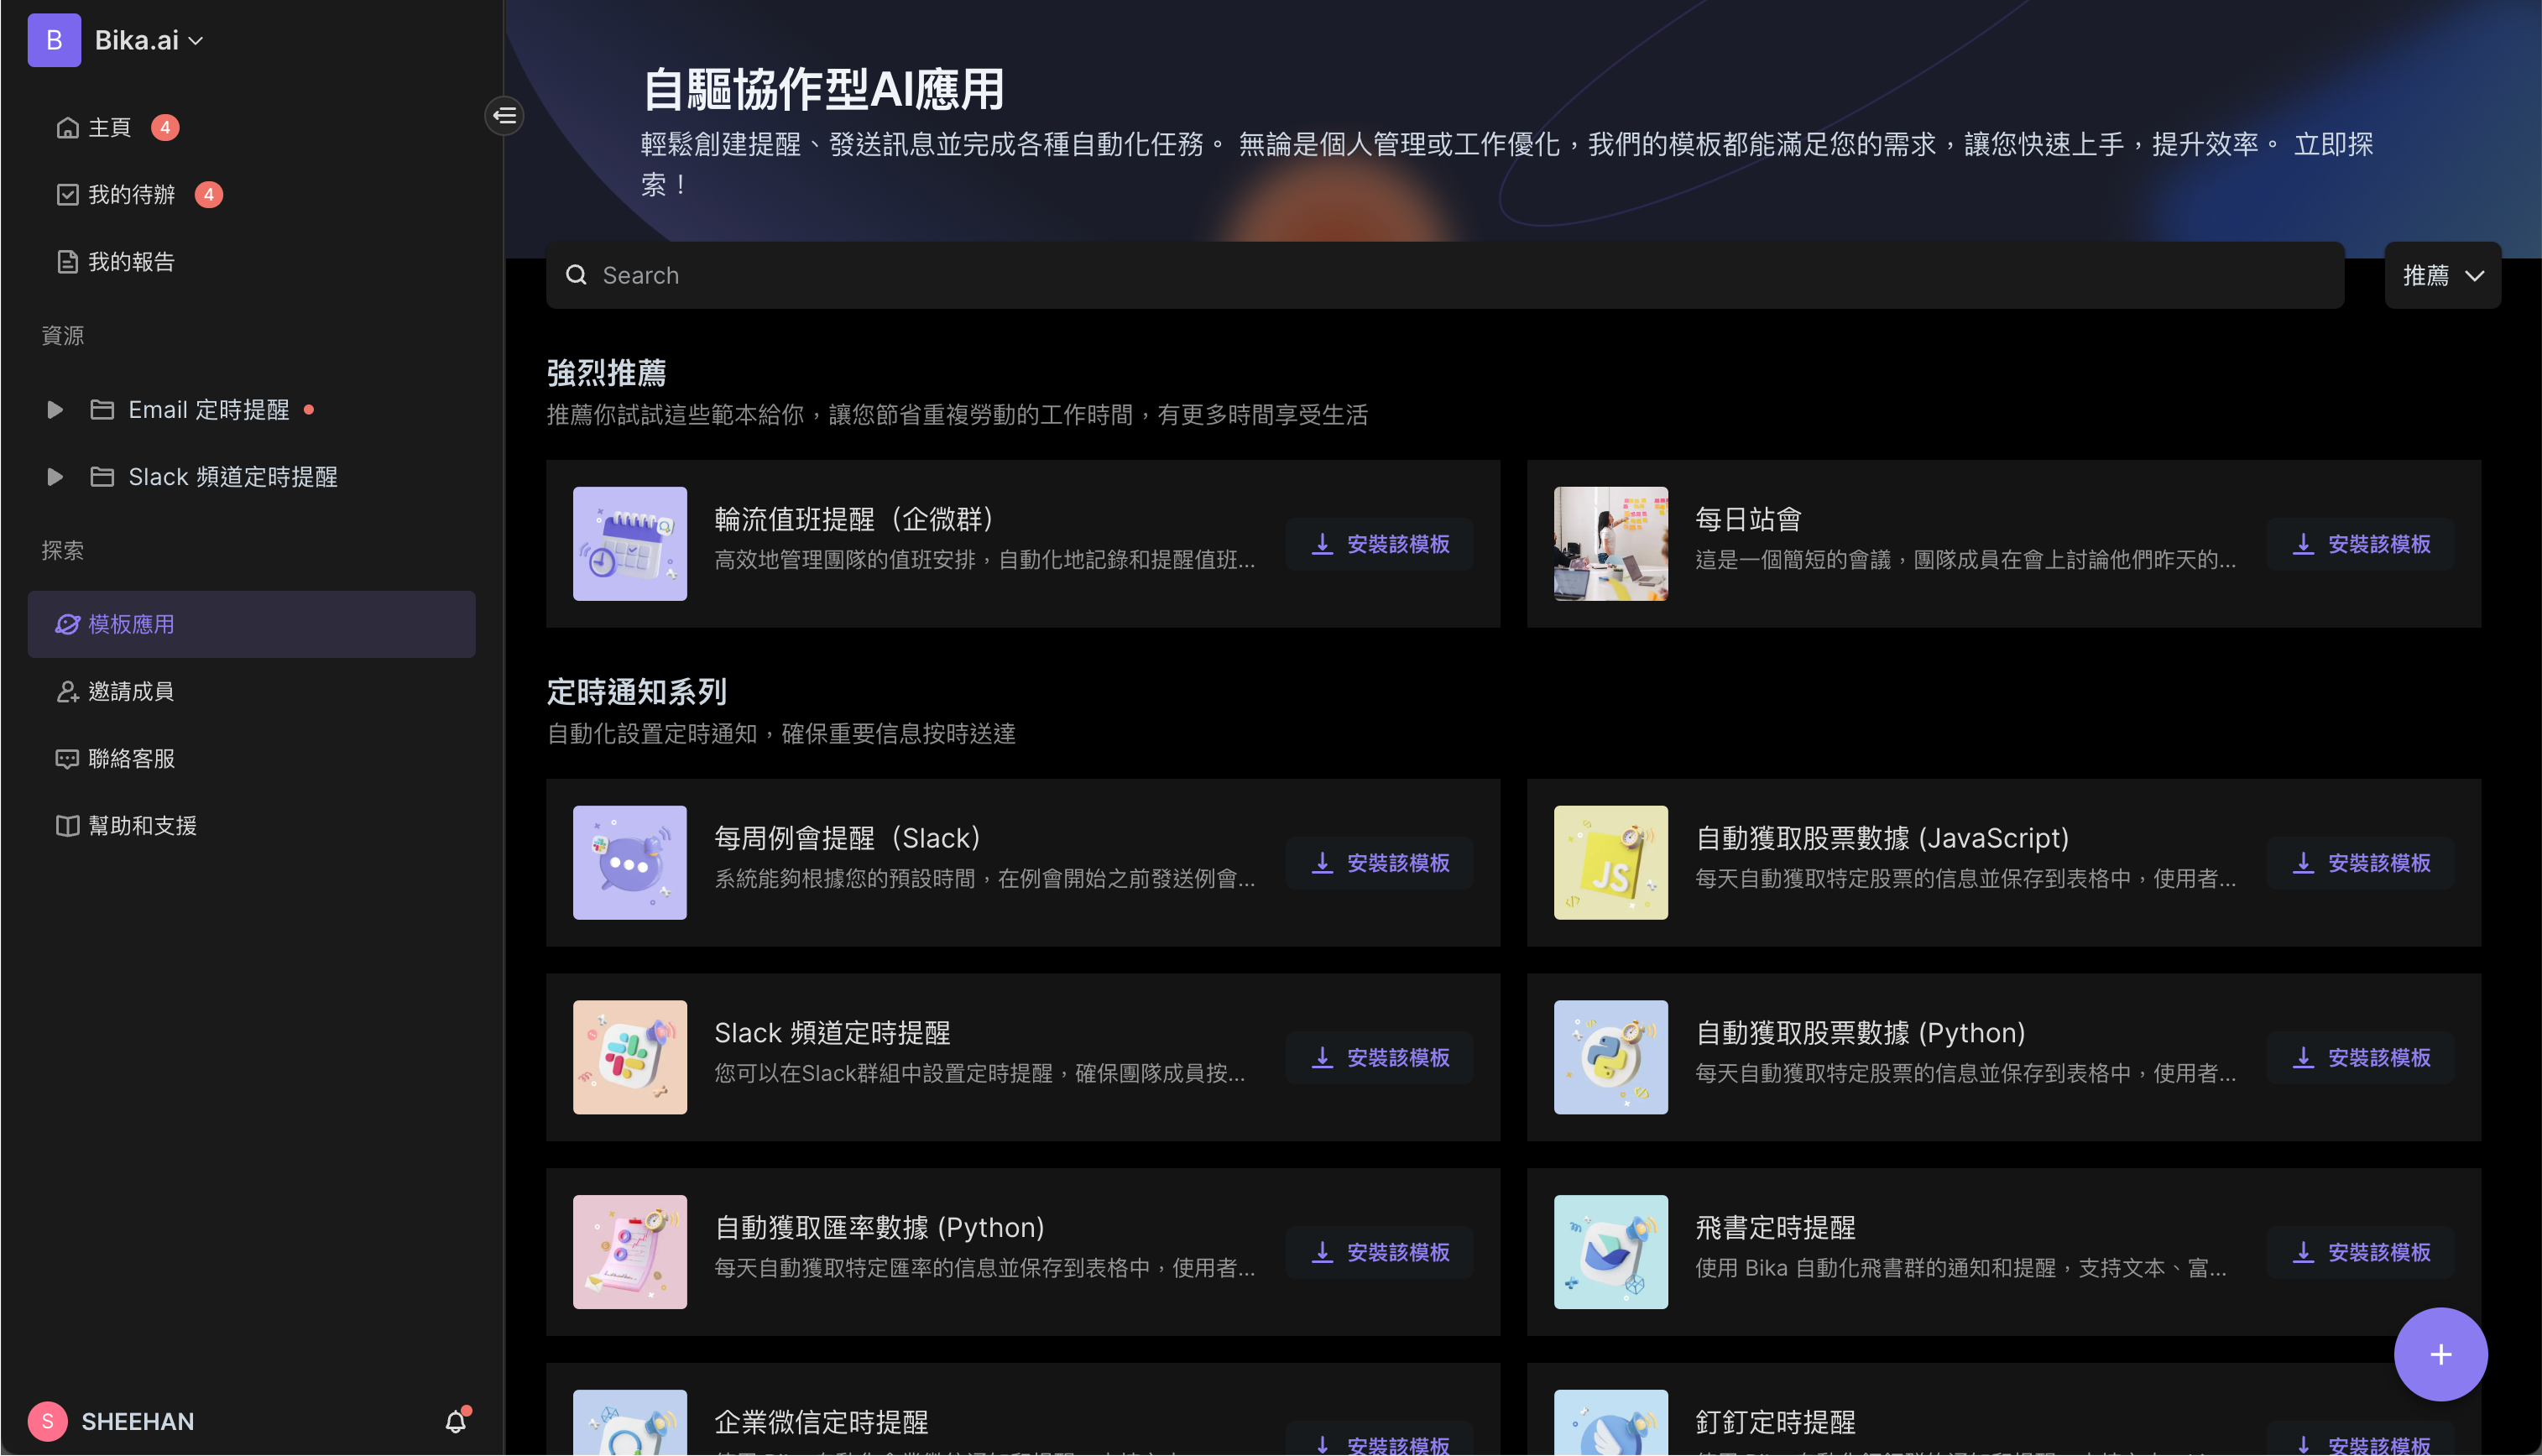 B Bika.ai
主頁 4
我的待辦 4
我的報告
資源
Email 定時提醒
Slack 頻道定時提醒
探索
模板應用
邀請成員
聯絡客服
幫助和支援
S SHEEHAN
自驅協作型AI應用
輕鬆創建提醒、發送訊息並完成各種自動化任務。 無論是個人管理或工作優化，我們的模板都能滿足您的需求，讓您快速上手，提升效率。 立即探
索！
Search
推薦
強烈推薦
推薦你試試這些範本給你，讓您節省重複勞動的工作時間，有更多時間享受生活
輪流值班提醒（企微群）
高效地管理團隊的值班安排，自動化地記錄和提醒值班...
安裝該模板
每日站會
這是一個簡短的會議，團隊成員在會上討論他們昨天的...
安裝該模板
定時通知系列
自動化設置定時通知，確保重要信息按時送達
每周例會提醒（Slack）
系統能夠根據您的預設時間，在例會開始之前發送例會...
安裝該模板
JS
自動獲取股票數據 (JavaScript)
每天自動獲取特定股票的信息並保存到表格中，使用者...
安裝該模板
Slack 頻道定時提醒
您可以在Slack群組中設置定時提醒，確保團隊成員按...
安裝該模板
自動獲取股票數據 (Python)
每天自動獲取特定股票的信息並保存到表格中，使用者...
安裝該模板
自動獲取匯率數據 (Python)
每天自動獲取特定匯率的信息並保存到表格中，使用者...
安裝該模板
飛書定時提醒
使用 Bika 自動化飛書群的通知和提醒，支持文本、富...
安裝該模板
企業微信定時提醒
安裝該模板
釘釘定時提醒
安裝該模板